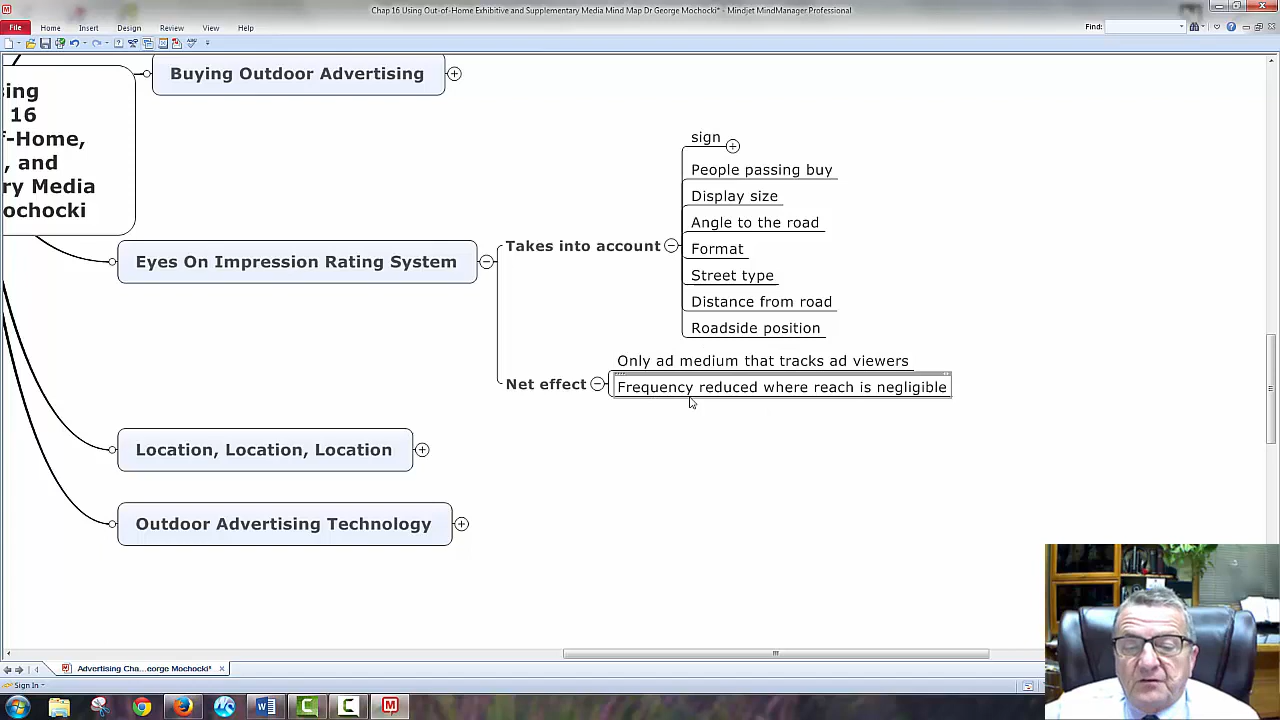 Chap 16 Using Out-of-Home Exhibitive and Supplementary Media Mind Map Dr George Mochocki* - Mindjet MindManager Professional
File Home Insert Design Review View Help
Find:
Buying Outdoor Advertising
ing
16
f-Home,
, and
ry Media
ochocki
sign
People passing buy
Display size
Angle to the road
Format
Street type
Distance from road
Roadside position
Takes into account
Eyes On Impression Rating System
Only ad medium that tracks ad viewers
Net effect
Frequency reduced where reach is negligible
Location, Location, Location
Outdoor Advertising Technology
Advertising Cha...eorge Mochocki*
Sign In